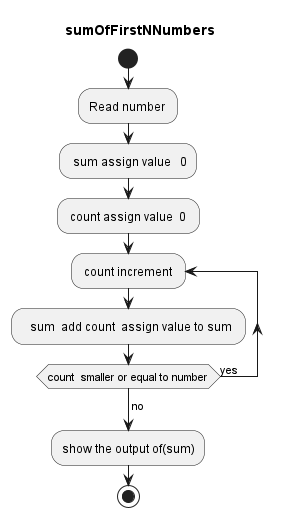 sumOfFirstNNumbers
Read number
sum assign value 0
count assign value 0
count increment
sum add count assign value to sum
count smaller or equal to number
yes
no
show the output of(sum)